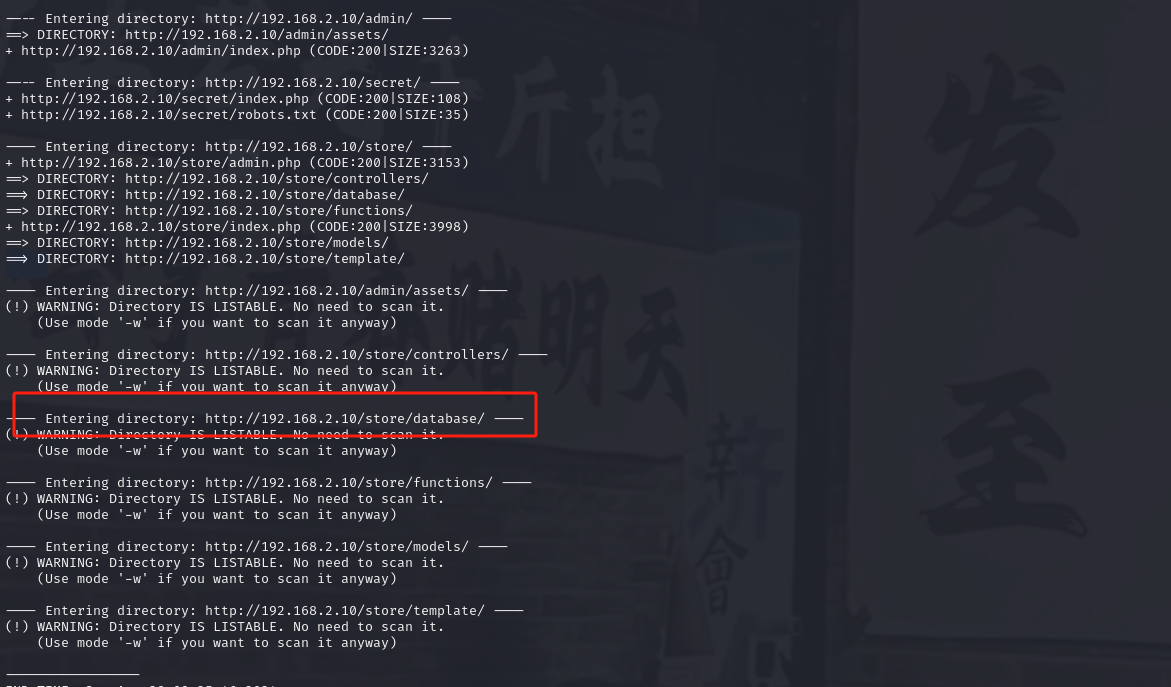 ---- Entering directory: http://192.168.2.10/admin/ ----
==> DIRECTORY: http://192.168.2.10/admin/assets/
+ http://192.168.2.10/admin/index.php (CODE:200|SIZE:3263)
---- Entering directory: http://192.168.2.10/secret/ ----
+ http://192.168.2.10/secret/index.php (CODE:200|SIZE:108)
+ http://192.168.2.10/secret/robots.txt (CODE:200|SIZE:35)
---- Entering directory: http://192.168.2.10/store/ ----
+ http://192.168.2.10/store/admin.php (CODE:200|SIZE:3153)
==> DIRECTORY: http://192.168.2.10/store/controllers/
==> DIRECTORY: http://192.168.2.10/store/database/
==> DIRECTORY: http://192.168.2.10/store/functions/
+ http://192.168.2.10/store/index.php (CODE:200|SIZE:3998)
==> DIRECTORY: http://192.168.2.10/store/models/
==> DIRECTORY: http://192.168.2.10/store/template/
---- Entering directory: http://192.168.2.10/admin/assets/ ----
(!) WARNING: Directory IS LISTABLE. No need to scan it.
(Use mode '-w' if you want to scan it anyway)
---- Entering directory: http://192.168.2.10/store/controllers/ ----
(!) WARNING: Directory IS LISTABLE. No need to scan it.
(Use mode '-w' if you want to scan it anyway)
---- Entering directory: http://192.168.2.10/store/database/ ----
(!) WARNING: Directory IS LISTABLE. No need to scan it.
(Use mode '-w' if you want to scan it anyway)
---- Entering directory: http://192.168.2.10/store/functions/ ----
(!) WARNING: Directory IS LISTABLE. No need to scan it.
(Use mode '-w' if you want to scan it anyway)
---- Entering directory: http://192.168.2.10/store/models/ ----
(!) WARNING: Directory IS LISTABLE. No need to scan it.
(Use mode '-w' if you want to scan it anyway)
---- Entering directory: http://192.168.2.10/store/template/ ----
(!) WARNING: Directory IS LISTABLE. No need to scan it.
(Use mode '-w' if you want to scan it anyway)
斤担
赌明天
发
至